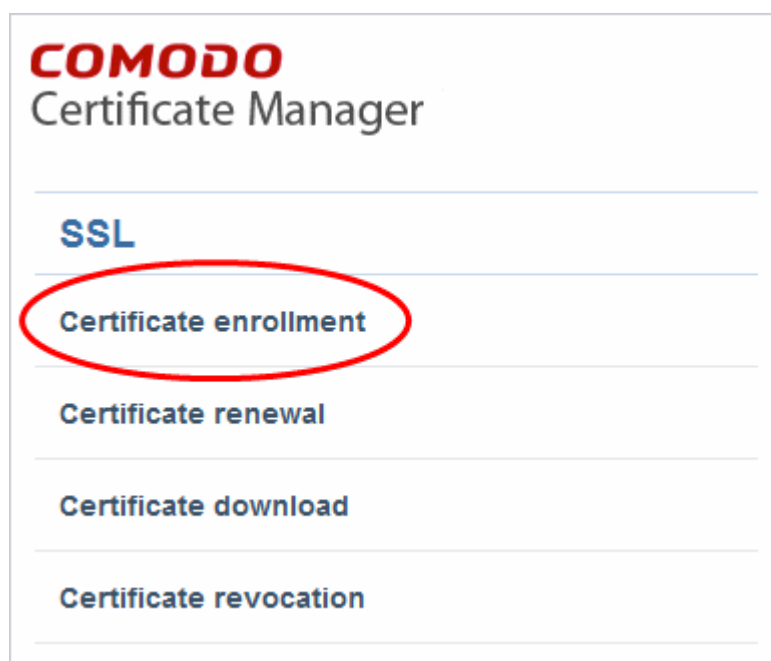 COMODO
Certificate Manager
SSL
Certificate enrollment
Certificate renewal
Certificate download
Certificate revocation